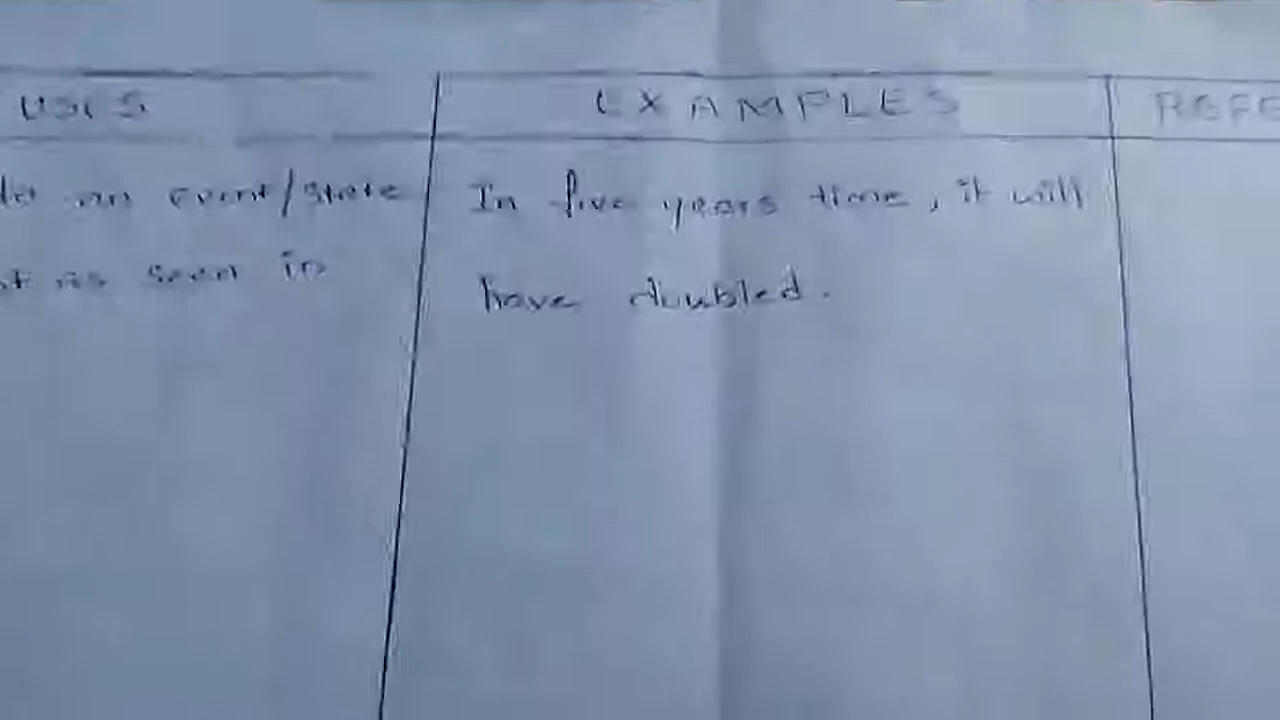 USES EXAMPLES
an event/state In five years time, it will
as seen in have doubled.